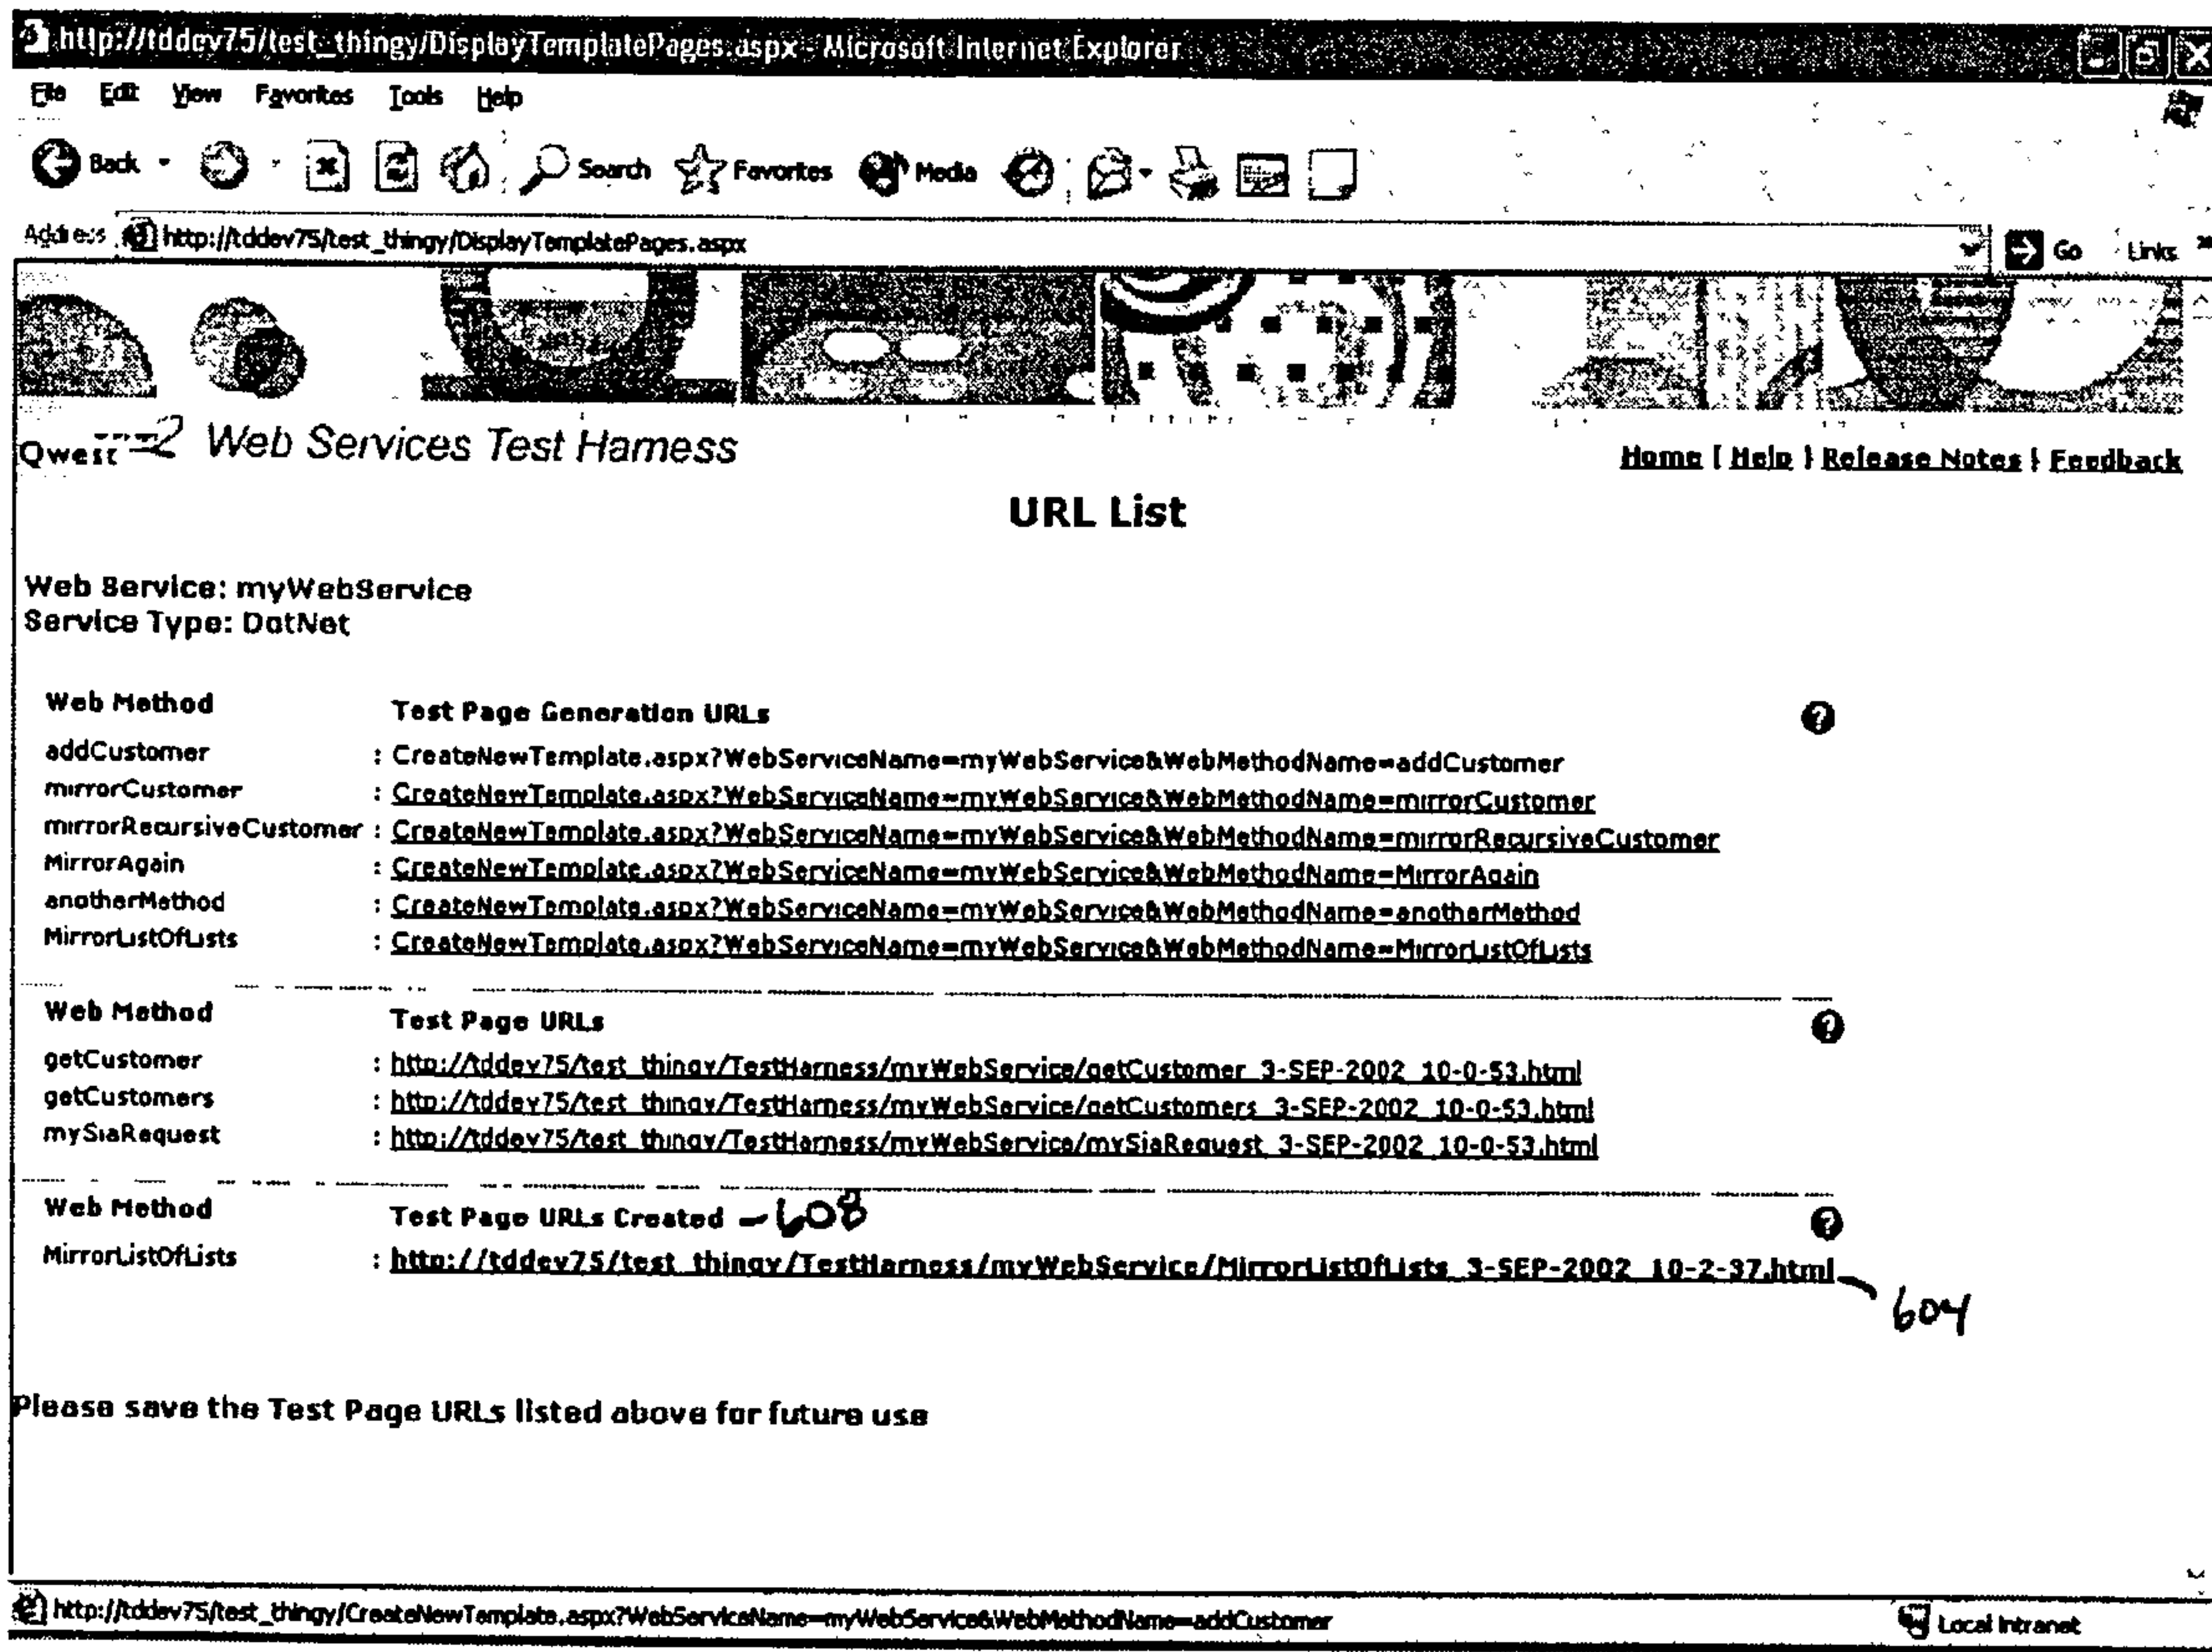 http://tddev75/test_thingy/DisplayTemplatePages.aspx - Microsoft Internet Explorer
File Edit View Favorites Tools Help
Back Search Favorites Media
Address http://tddev75/test_thingy/DisplayTemplatePages.aspx Go Links »
Qwest Web Services Test Harness
Home | Help | Release Notes | Feedback
URL List
Web Service: myWebService
Service Type: DotNet
Web Method Test Page Generation URLs ?
addCustomer : CreateNewTemplate.aspx?WebServiceName=myWebService&WebMethodName=addCustomer
mirrorCustomer : CreateNewTemplate.aspx?WebServiceName=myWebService&WebMethodName=mirrorCustomer
mirrorRecursiveCustomer : CreateNewTemplate.aspx?WebServiceName=myWebService&WebMethodName=mirrorRecursiveCustomer
MirrorAgain : CreateNewTemplate.aspx?WebServiceName=myWebService&WebMethodName=MirrorAgain
anotherMethod : CreateNewTemplate.aspx?WebServiceName=myWebService&WebMethodName=anotherMethod
MirrorListOfLists : CreateNewTemplate.aspx?WebServiceName=myWebService&WebMethodName=MirrorListOfLists
Web Method Test Page URLs ?
getCustomer : http://tddev75/test_thingy/TestHarness/myWebService/getCustomer_3-SEP-2002_10-0-53.html
getCustomers : http://tddev75/test_thingy/TestHarness/myWebService/getCustomers_3-SEP-2002_10-0-53.html
mySiaRequest : http://tddev75/test_thingy/TestHarness/myWebService/mySiaRequest_3-SEP-2002_10-0-53.html
Web Method Test Page URLs Created - 608 ?
MirrorListOfLists : http://tddev75/test_thingy/TestHarness/myWebService/MirrorListOfLists_3-SEP-2002_10-2-37.html
604
Please save the Test Page URLs listed above for future use
http://tddev75/test_thingy/CreateNewTemplate.aspx?WebServiceName=myWebService&WebMethodName=addCustomer Local intranet